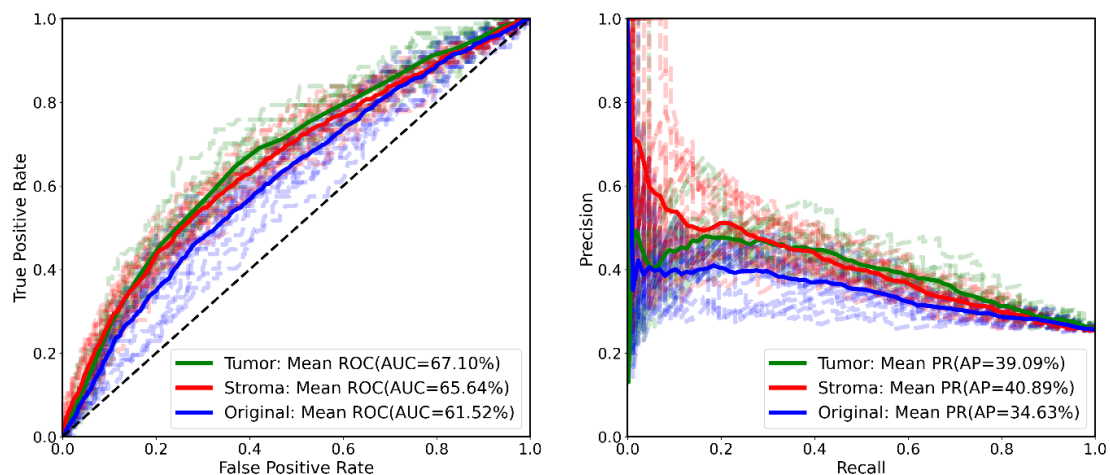 1.0
0.8
0.6
0.4
0.2
0.0
True Positive Rate
0.0
0.2
0.4
0.6
0.8
1.0
False Positive Rate
Tumor: Mean ROC(AUC=67.10%)
Stroma: Mean ROC(AUC=65.64%)
Original: Mean ROC(AUC=61.52%)
1.0
0.8
0.6
0.4
0.2
0.0
Precision
0.0
0.2
0.4
0.6
0.8
1.0
Recall
Tumor: Mean PR(AP=39.09%)
Stroma: Mean PR(AP=40.89%)
Original: Mean PR(AP=34.63%)